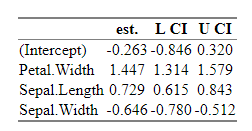 est. L CI U CI
(Intercept) -0.263 -0.846 0.320
Petal.Width 1.447 1.314 1.579
Sepal.Length 0.729 0.615 0.843
Sepal.Width -0.646 -0.780 -0.512